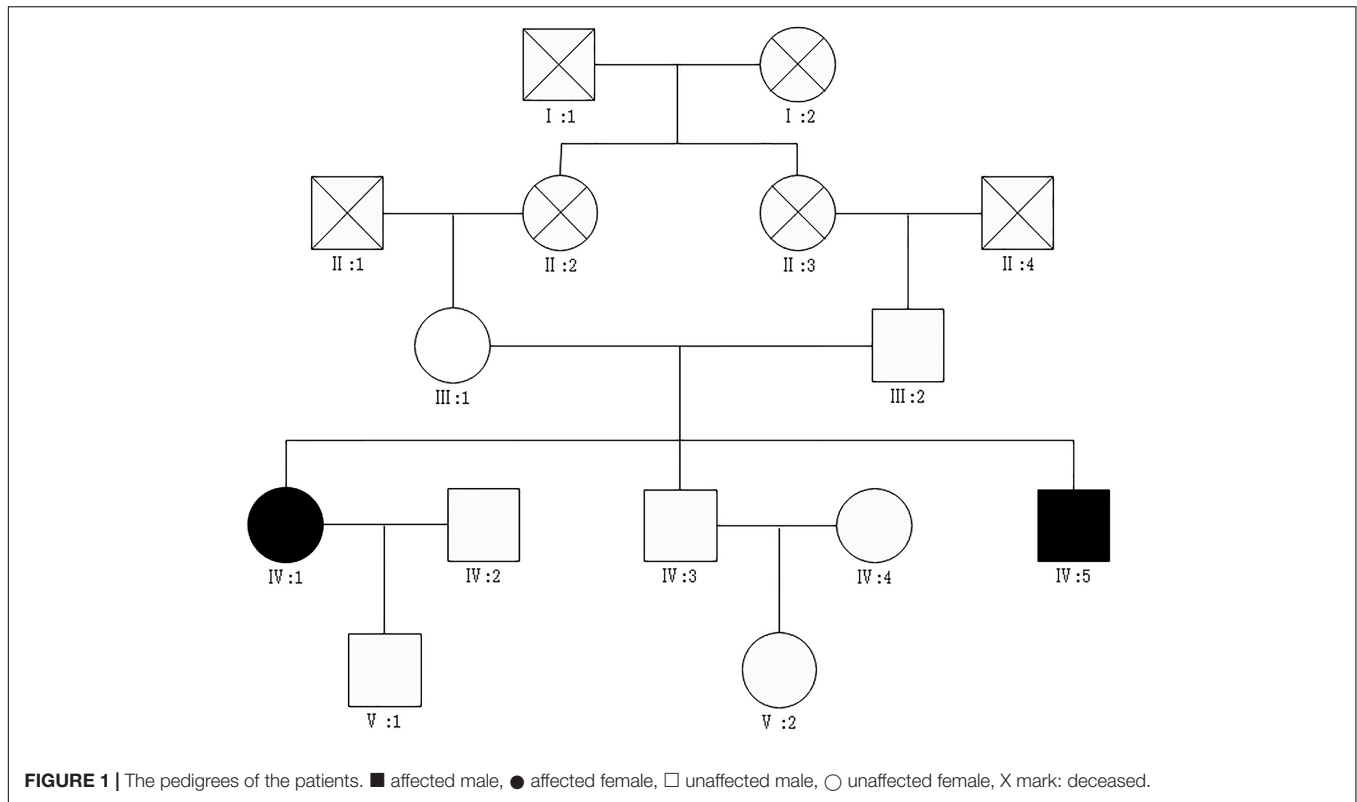 I :1 I :2
II :1 II :2 II :3 II :4
III :1 III :2
IV :1 IV :2 IV :3 IV :4 IV :5
V :1 V :2
FIGURE 1 | The pedigrees of the patients. ■ affected male, ● affected female, □ unaffected male, ○ unaffected female, X mark: deceased.